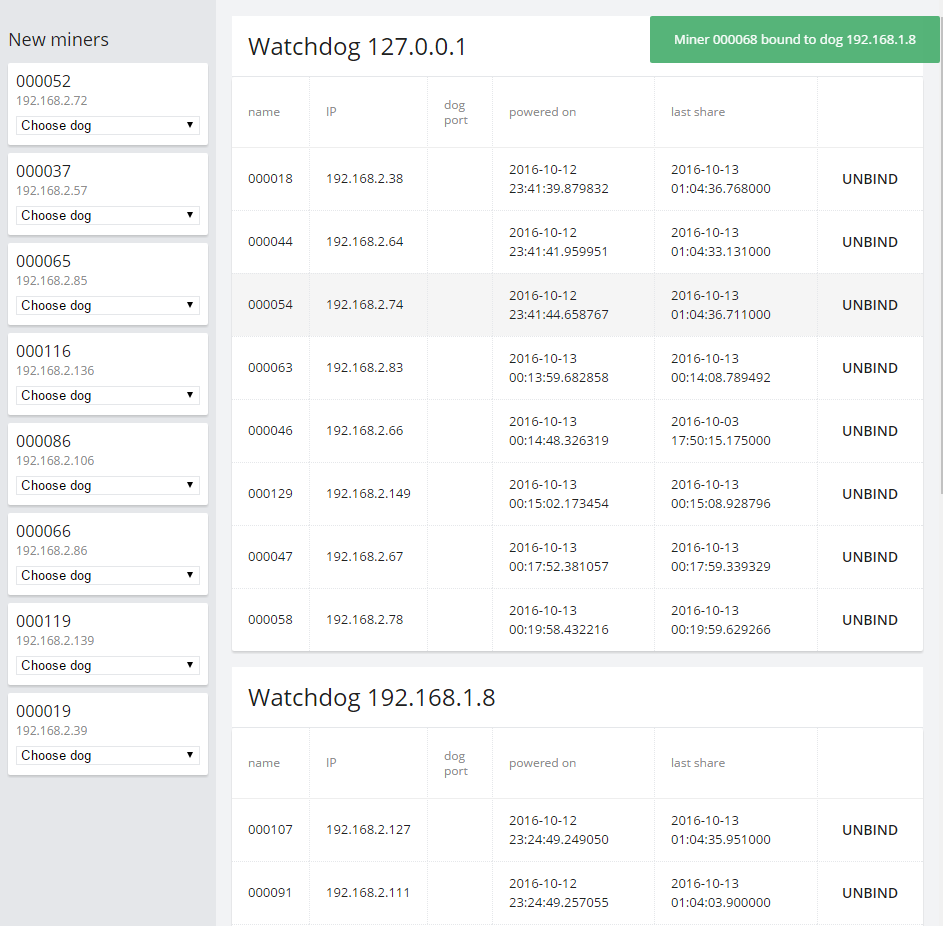 New miners
000052
192.168.2.72
Choose dog
000037
192.168.2.57
Choose dog
000065
192.168.2.85
Choose dog
000116
192.168.2.136
Choose dog
000086
192.168.2.106
Choose dog
000066
192.168.2.86
Choose dog
000119
192.168.2.139
Choose dog
000019
192.168.2.39
Choose dog
Watchdog 127.0.0.1
Miner 000068 bound to dog 192.168.1.8
name IP dog port powered on last share
000018 192.168.2.38 2016-10-12 23:41:39.879832 2016-10-13 01:04:36.768000 UNBIND
000044 192.168.2.64 2016-10-12 23:41:41.959951 2016-10-13 01:04:33.131000 UNBIND
000054 192.168.2.74 2016-10-12 23:41:44.658767 2016-10-13 01:04:36.711000 UNBIND
000063 192.168.2.83 2016-10-13 00:13:59.682858 2016-10-13 00:14:08.789492 UNBIND
000046 192.168.2.66 2016-10-13 00:14:48.326319 2016-10-03 17:50:15.175000 UNBIND
000129 192.168.2.149 2016-10-13 00:15:02.173454 2016-10-13 00:15:08.928796 UNBIND
000047 192.168.2.67 2016-10-13 00:17:52.381057 2016-10-13 00:17:59.339329 UNBIND
000058 192.168.2.78 2016-10-13 00:19:58.432216 2016-10-13 00:19:59.629266 UNBIND
Watchdog 192.168.1.8
name IP dog port powered on last share
000107 192.168.2.127 2016-10-12 23:24:49.249050 2016-10-13 01:04:35.951000 UNBIND
000091 192.168.2.111 2016-10-12 23:24:49.257055 2016-10-13 01:04:03.900000 UNBIND